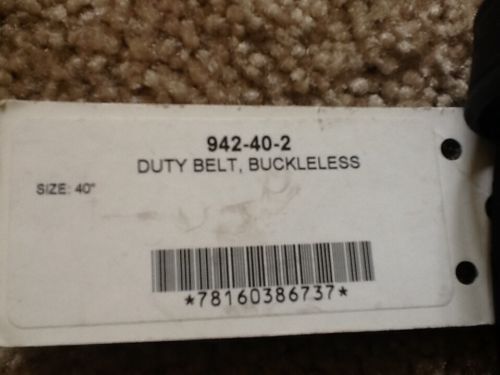 942-40-2
DUTY BELT, BUCKLELESS
SIZE: 40"
*78160386737*